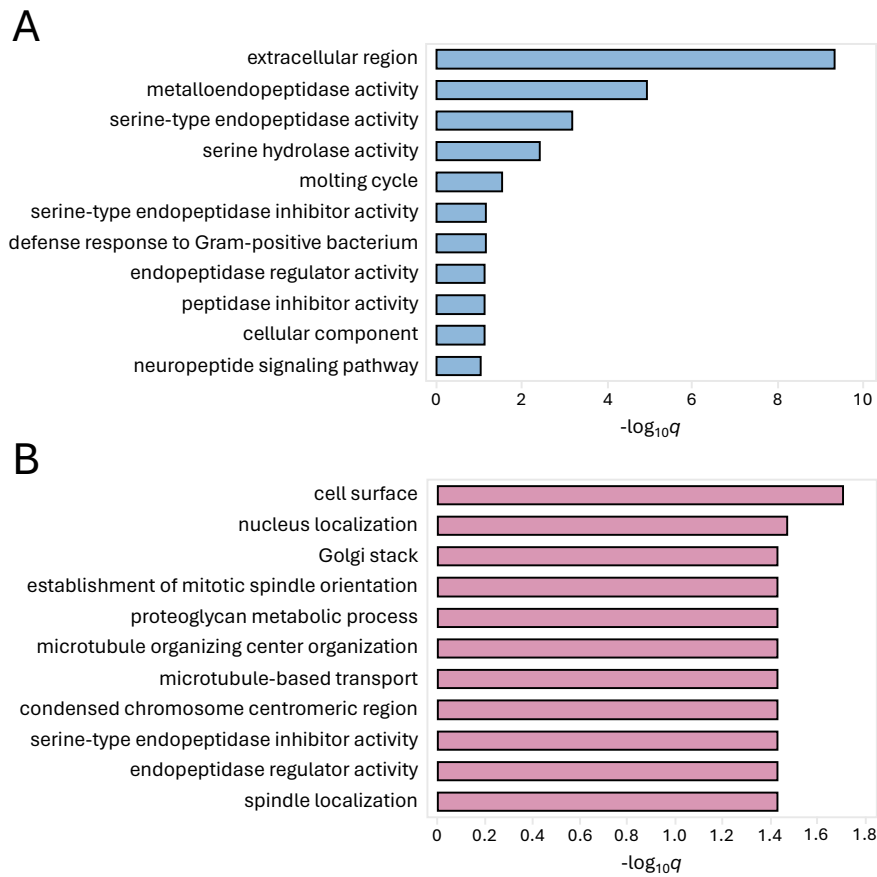 A
extracellular region
metalloendopeptidase activity
serine-type endopeptidase activity
serine hydrolase activity
molting cycle
serine-type endopeptidase inhibitor activity
defense response to Gram-positive bacterium
endopeptidase regulator activity
peptidase inhibitor activity
cellular component
neuropeptide signaling pathway
0 2 4 6 8 10
-log₁₀q
B
cell surface
nucleus localization
Golgi stack
establishment of mitotic spindle orientation
proteoglycan metabolic process
microtubule organizing center organization
microtubule-based transport
condensed chromosome centromeric region
serine-type endopeptidase inhibitor activity
endopeptidase regulator activity
spindle localization
0 0.2 0.4 0.6 0.8 1.0 1.2 1.4 1.6 1.8
-log₁₀q